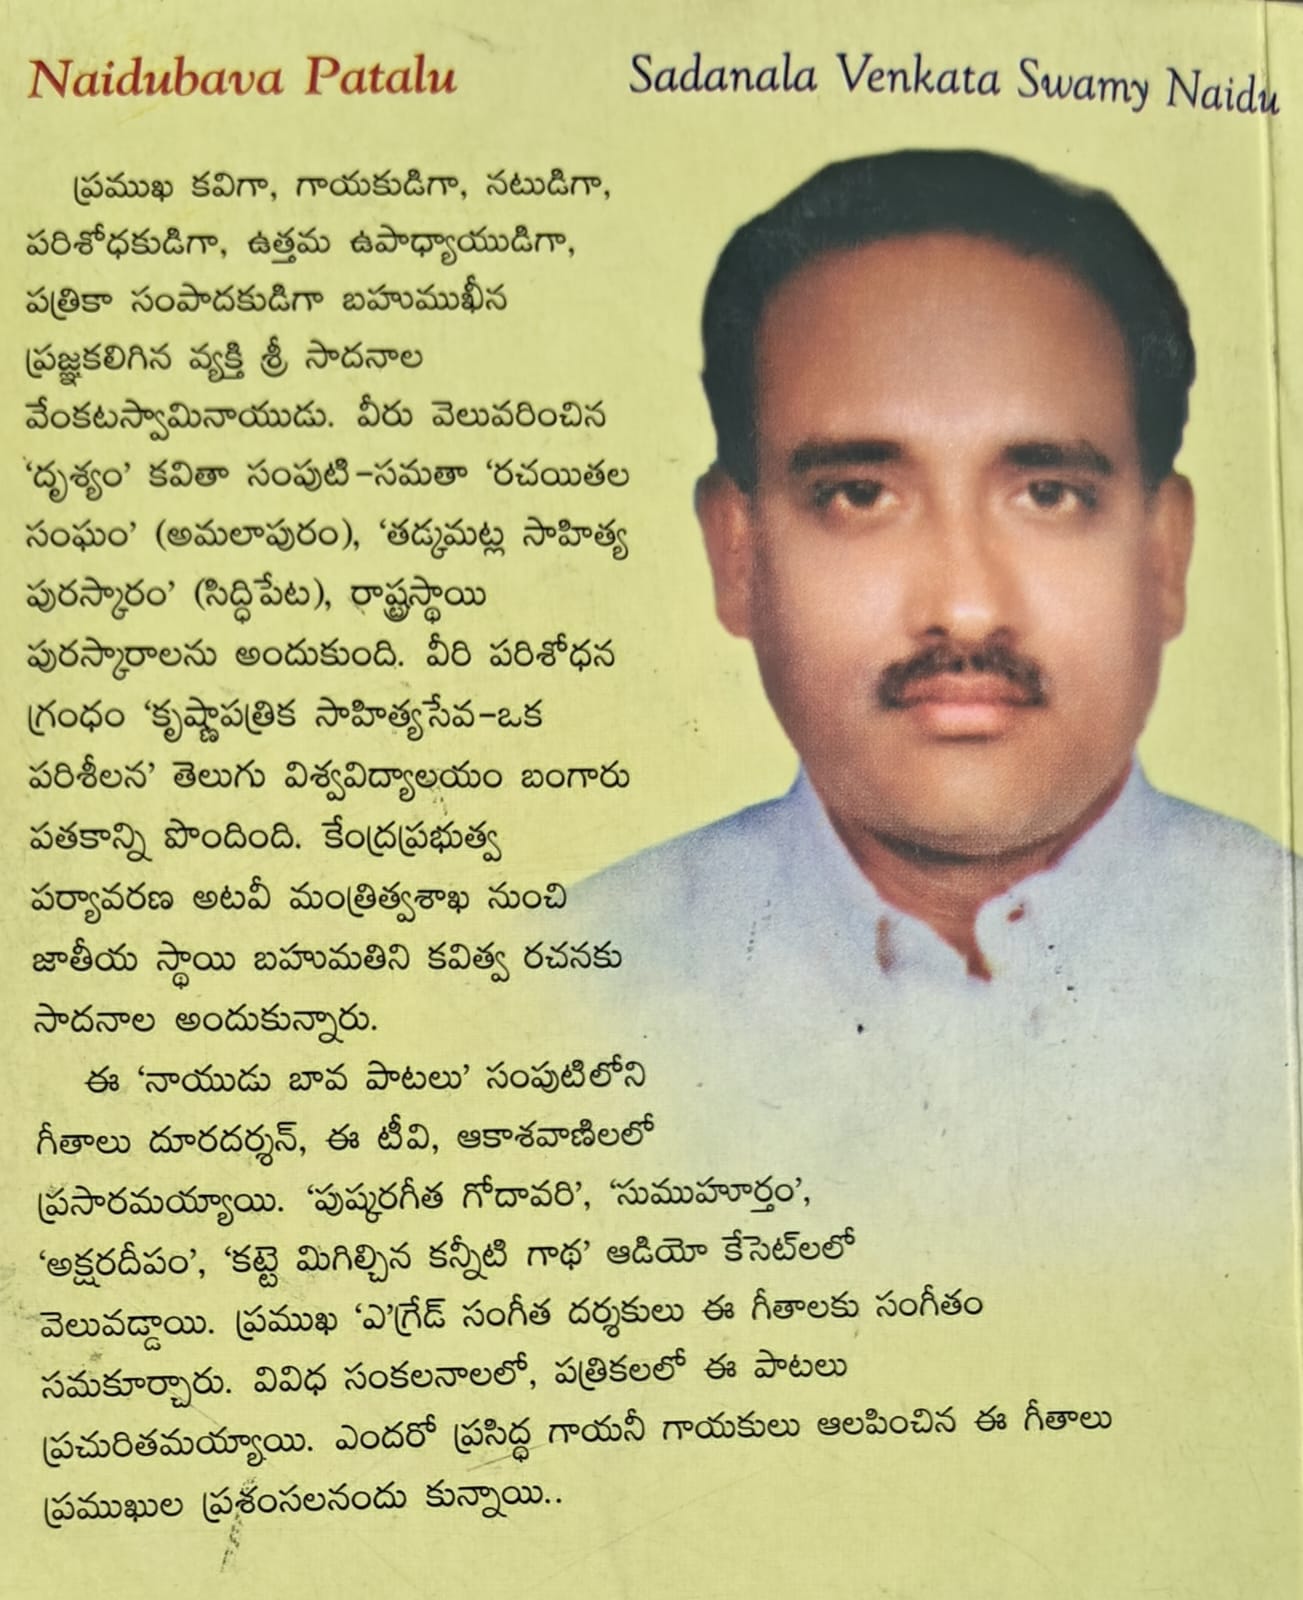 Naidubava Patalu
Sadanala Venkata Swamy Naidu
ప్రముఖ కవిగా, గాయకుడిగా, నటుడిగా,
పరిశోధకుడిగా, ఉత్తమ ఉపాధ్యాయుడిగా,
పత్రికా సంపాదకుడిగా బహుముఖీన
ప్రజ్ఞకలిగిన వ్యక్తి శ్రీ సాదనాల
వేంకటస్వామినాయుడు. వీరు వెలువరించిన
‘దృశ్యం’ కవితా సంపుటి-సమతా ‘రచయితల
సంఘం’ (అమలాపురం), ‘తడ్కమట్ల సాహిత్య
పురస్కారం’ (సిద్ధిపేట), రాష్ట్రస్థాయి
పురస్కారాలను అందుకుంది. వీరి పరిశోధన
గ్రంధం ‘కృష్ణాపత్రిక సాహిత్యసేవ-ఒక
పరిశీలన’ తెలుగు విశ్వవిద్యాలయం బంగారు
పతకాన్ని పొందింది. కేంద్రప్రభుత్వ
పర్యావరణ అటవీ మంత్రిత్వశాఖ నుంచి
జాతీయ స్థాయి బహుమతిని కవిత్వ రచనకు
సాదనాల అందుకున్నారు.
ఈ ‘నాయుడు బావ పాటలు’ సంపుటిలోని
గీతాలు దూరదర్శన్, ఈ టీవి, ఆకాశవాణిలలో
ప్రసారమయ్యాయి. ‘పుష్కరగీత గోదావరి’, ‘సుముహూర్తం’,
‘అక్షరదీపం’, ‘కట్టె మిగిల్చిన కన్నీటి గాథ’ ఆడియో కేసెట్‌లలో
వెలువడ్డాయి. ప్రముఖ ‘ఎ’గ్రేడ్ సంగీత దర్శకులు ఈ గీతాలకు సంగీతం
సమకూర్చారు. వివిధ సంకలనాలలో, పత్రికలలో ఈ పాటలు
ప్రచురితమయ్యాయి. ఎందరో ప్రసిద్ధ గాయనీ గాయకులు ఆలపించిన ఈ గీతాలు
ప్రముఖుల ప్రశంసలనందు కున్నాయి..